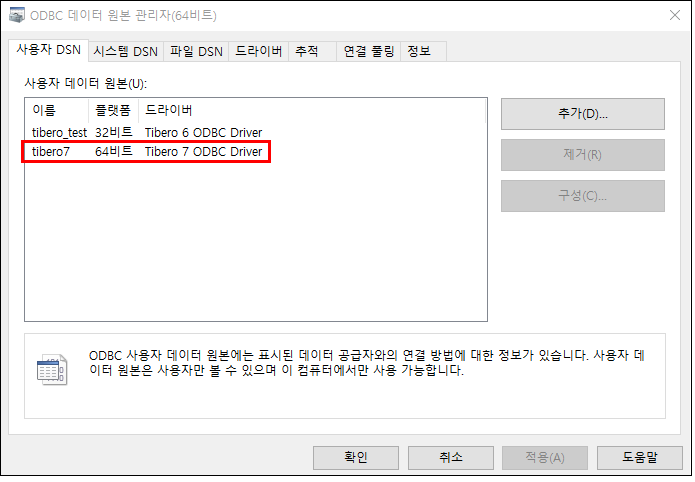 ODBC 데이터 원본 관리자(64비트)
사용자 DSN 시스템 DSN 파일 DSN 드라이버 추적 연결 풀링 정보
사용자 데이터 원본(U):
이름 플랫폼 드라이버
tibero_test 32비트 Tibero 6 ODBC Driver
tibero7 64비트 Tibero 7 ODBC Driver
추가(D)...
제거(R)
구성(C)...
ODBC 사용자 데이터 원본에는 표시된 데이터 공급자와의 연결 방법에 대한 정보가 있습니다. 사용자 데
이터 원본은 사용자만 볼 수 있으며 이 컴퓨터에서만 사용 가능합니다.
확인 취소 적용(A) 도움말